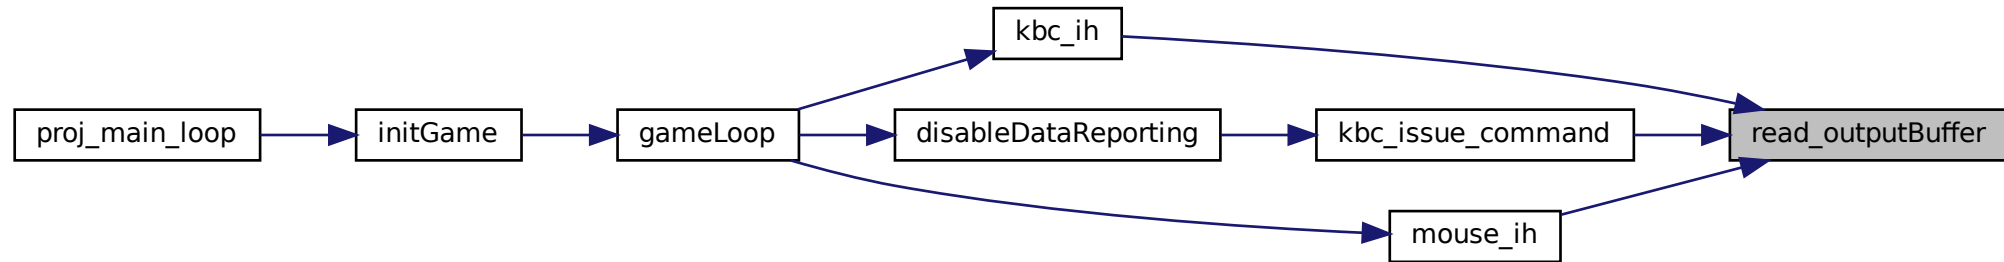 kbc_ih
proj_main_loop
initGame
gameLoop
disableDataReporting
kbc_issue_command
read_outputBuffer
mouse_ih